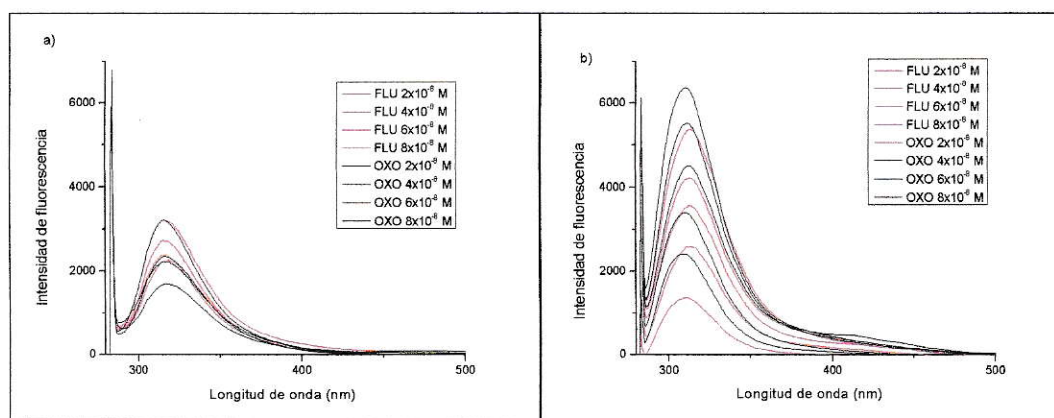 a)
FLU 2x10⁻⁸ M
FLU 4x10⁻⁸ M
FLU 6x10⁻⁸ M
FLU 8x10⁻⁸ M
OXO 2x10⁻⁸ M
OXO 4x10⁻⁸ M
OXO 6x10⁻⁸ M
OXO 8x10⁻⁸ M
Intensidad de fluorescencia
6000
4000
2000
0
300
400
500
Longitud de onda (nm)
b)
FLU 2x10⁻⁸ M
FLU 4x10⁻⁸ M
FLU 6x10⁻⁸ M
FLU 8x10⁻⁸ M
OXO 2x10⁻⁸ M
OXO 4x10⁻⁸ M
OXO 6x10⁻⁸ M
OXO 8x10⁻⁸ M
Intensidad de fluorescencia
6000
4000
2000
0
300
400
500
Longitud de onda (nm)